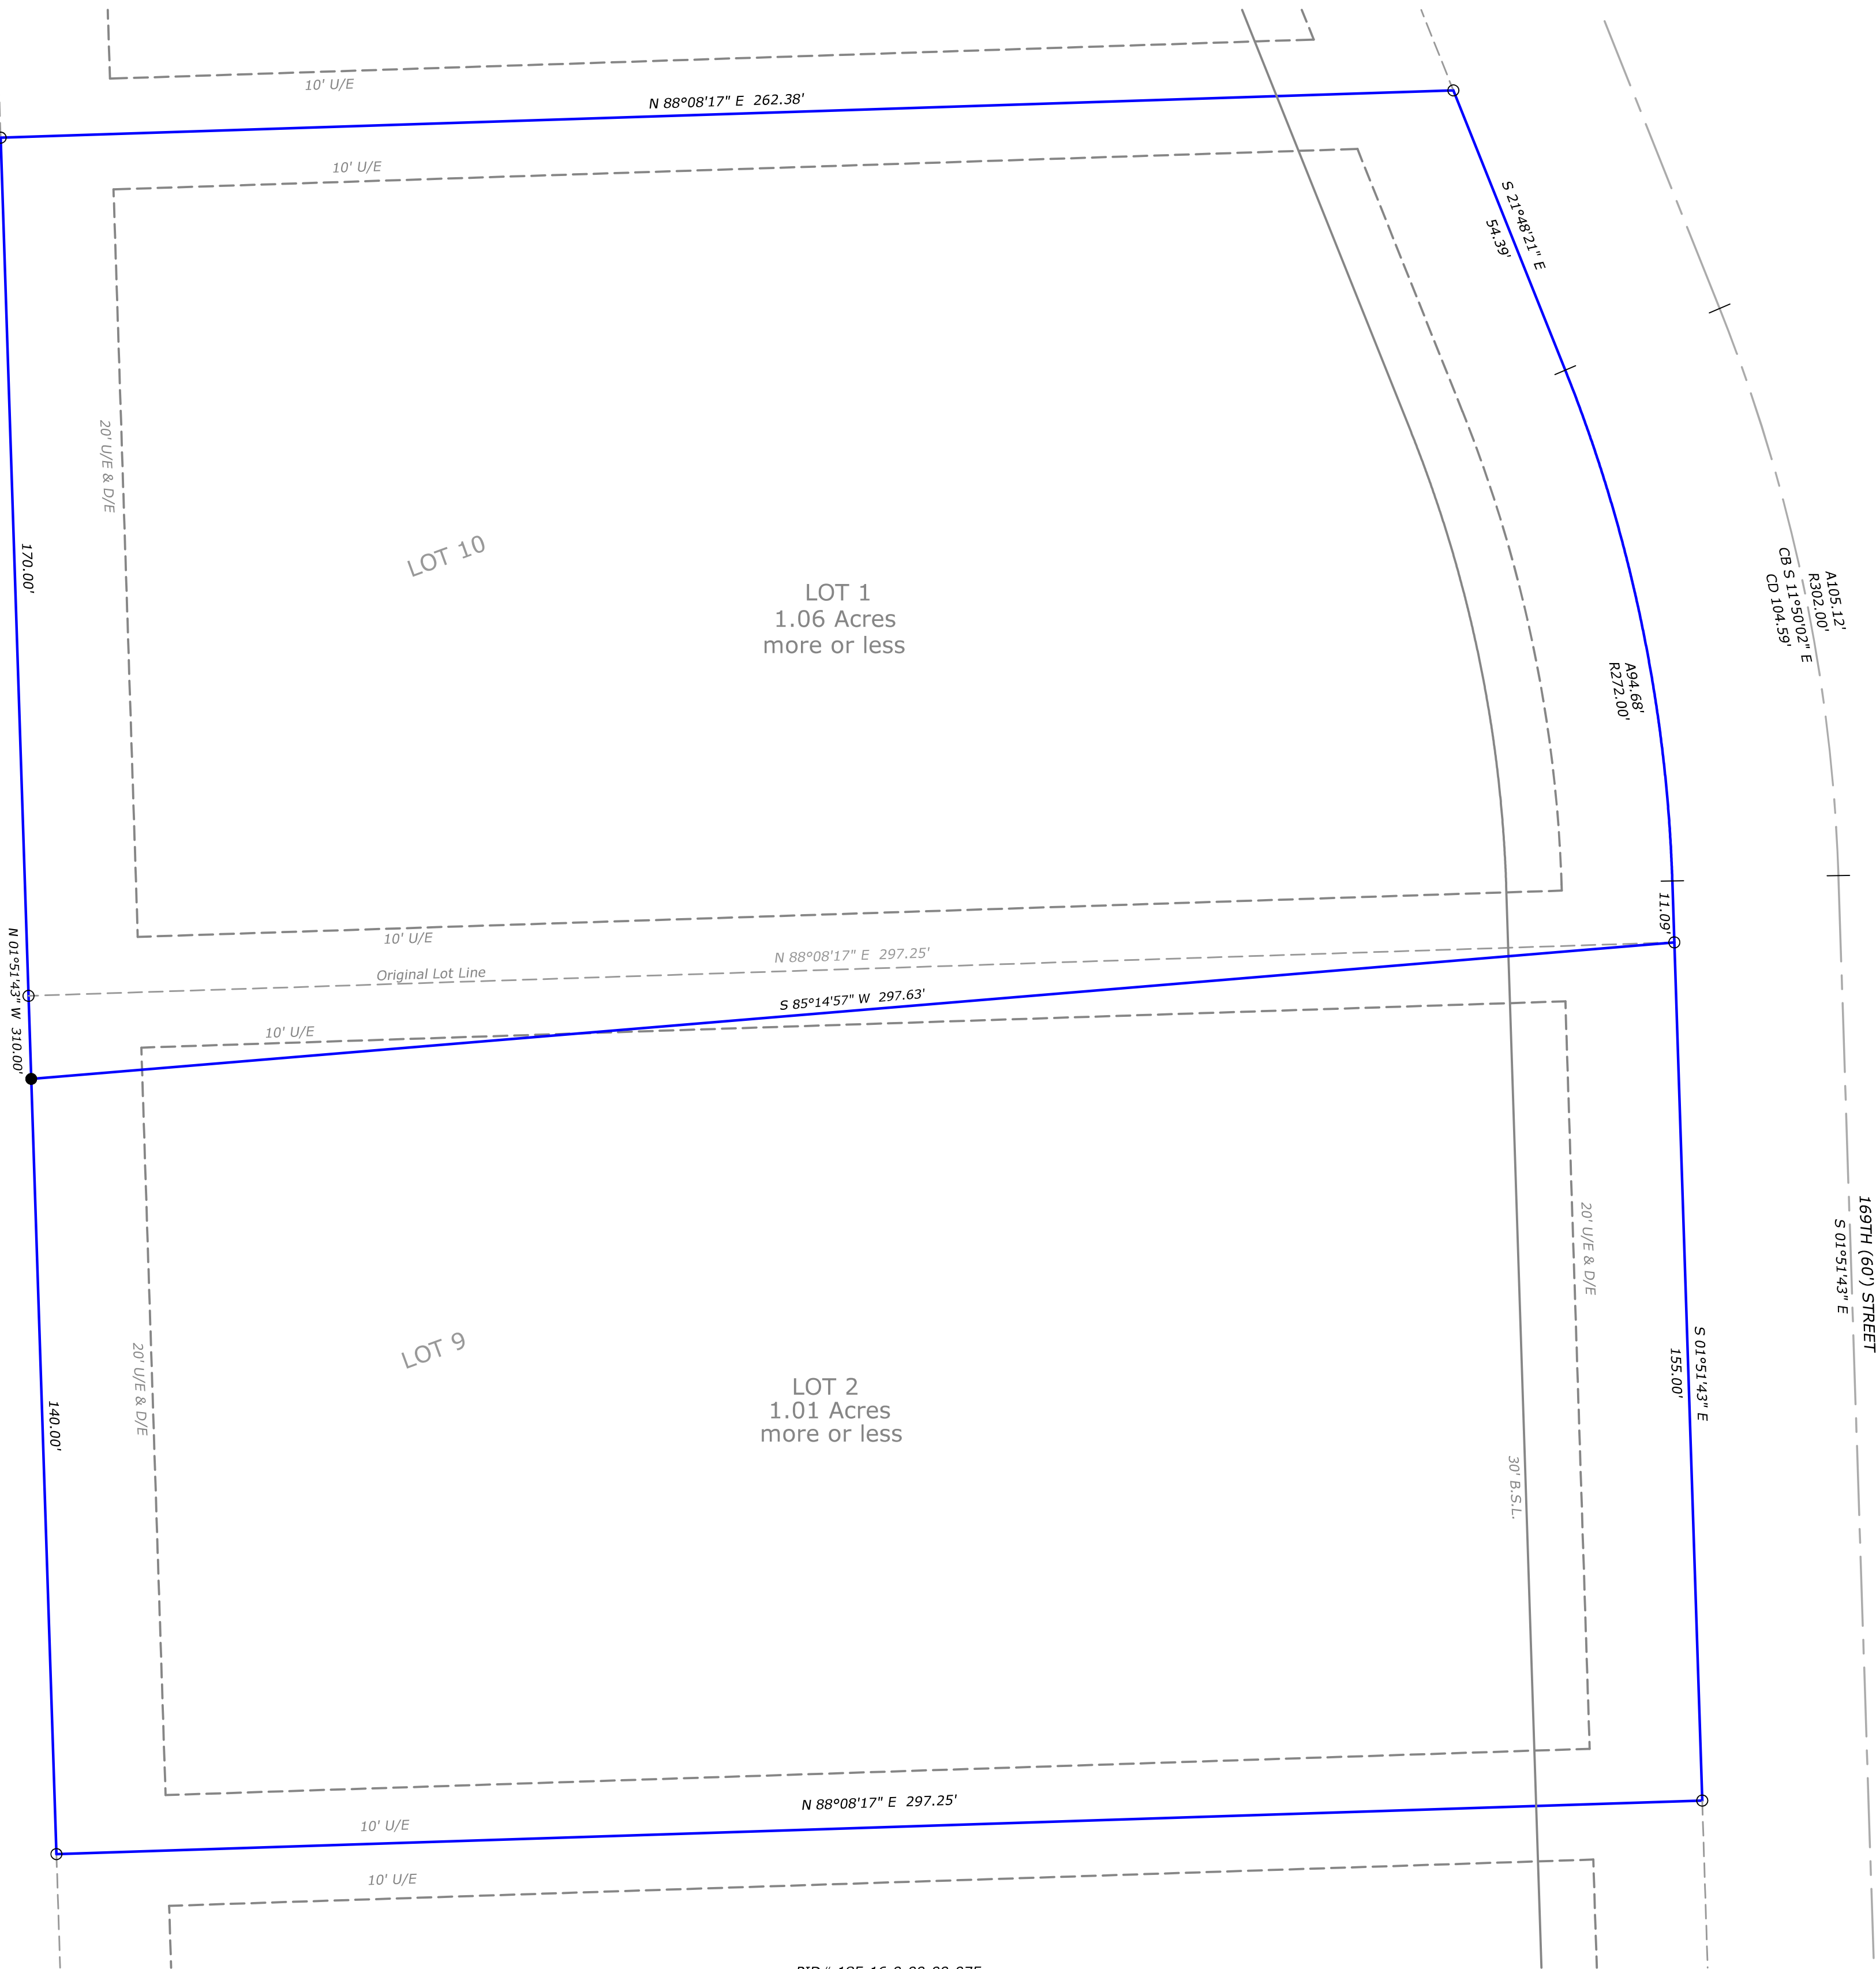 10' U/E
N 88°08'17" E  262.38'
10' U/E
S 21°48'21" E
54.39'
20' U/E & D/E
170.00'
LOT 10
LOT 1
1.06 Acres
more or less
A105.12'
R302.00'
CB S 11°50'02" E
CD 104.59'
A94.68'
R272.00'
11.09'
10' U/E
N 88°08'17" E  297.25'
Original Lot Line
N 01°51'43" W  310.00'
S 85°14'57" W  297.63'
10' U/E
20' U/E & D/E
169TH (60') STREET
S 01°51'43" E
LOT 9
LOT 2
1.01 Acres
more or less
20' U/E & D/E
140.00'
S 01°51'43" E
155.00'
30' B.S.L.
N 88°08'17" E  297.25'
10' U/E
10' U/E